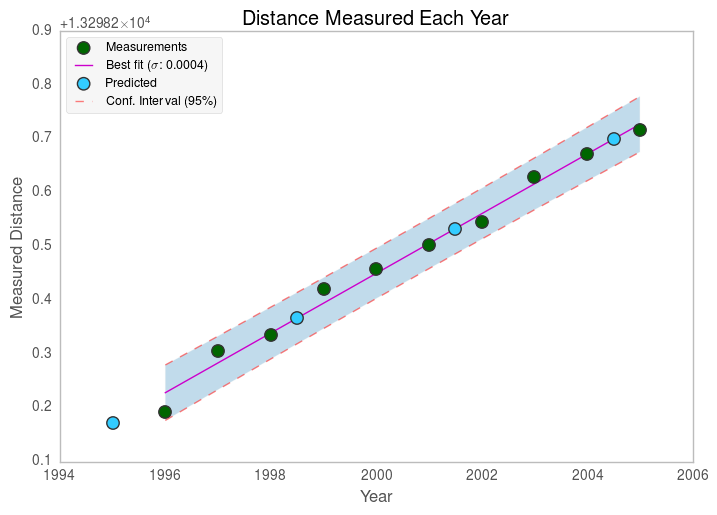 Distance Measured Each Year
+1.32982×10⁴
0.9
0.8
0.7
0.6
0.5
0.4
0.3
0.2
0.1
Measured Distance
Measurements
Best fit (σ: 0.0004)
Predicted
Conf. Interval (95%)
1994 1996 1998 2000 2002 2004 2006
Year